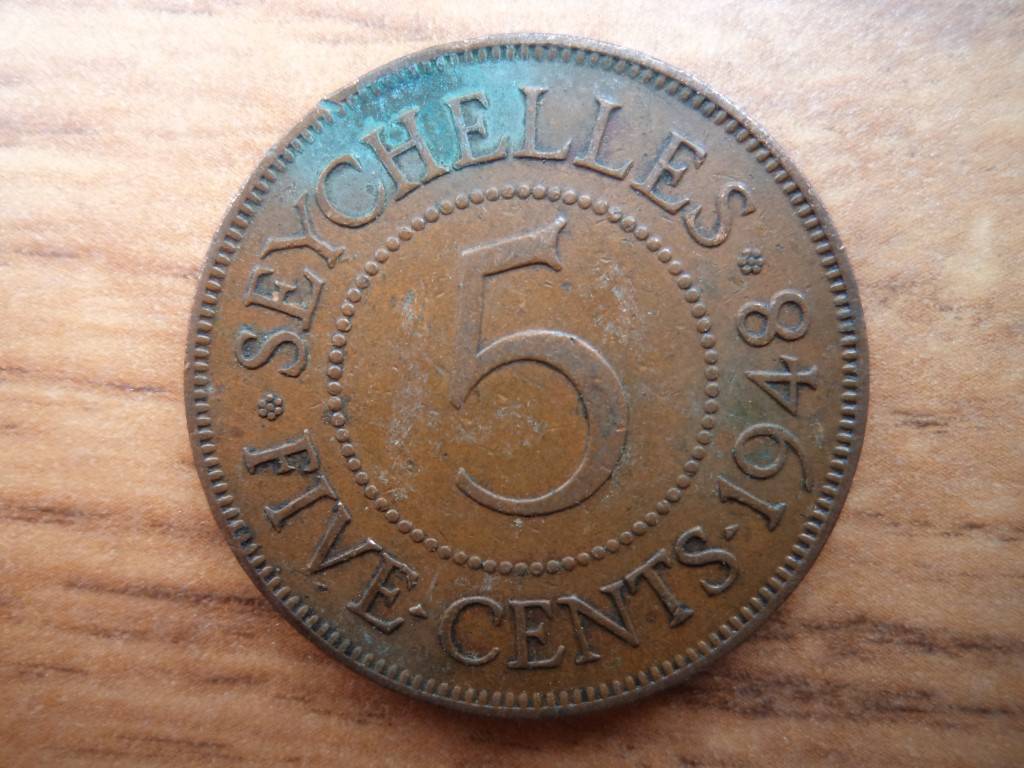 SEYCHELLES
5
FIVE · CENTS · 1948